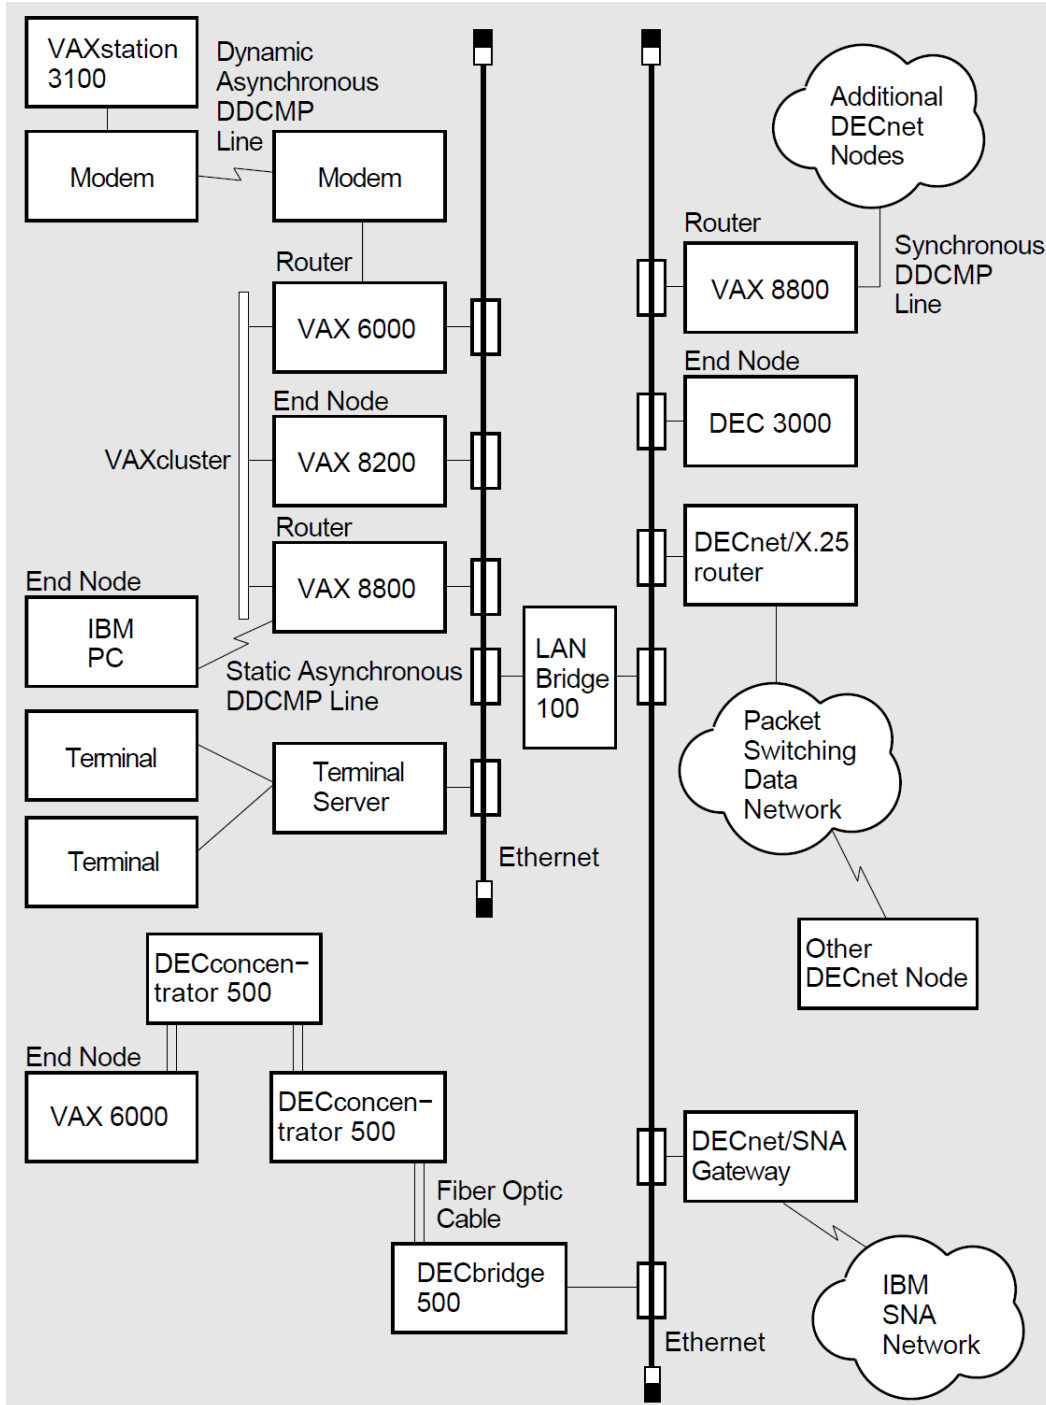 VAXstation
3100
Dynamic
Asynchronous
DDCMP
Line
Modem
Modem
Router
VAX 6000
End Node
VAX 8200
VAXcluster
Router
VAX 8800
End Node
IBM
PC
Static Asynchronous
DDCMP Line
LAN
Bridge
100
Terminal
Terminal
Server
Terminal
Ethernet
Additional
DECnet
Nodes
Router
VAX 8800
Synchronous
DDCMP
Line
End Node
DEC 3000
DECnet/X.25
router
Packet
Switching
Data
Network
Other
DECnet Node
DECconcen−
trator 500
End Node
VAX 6000
DECconcen−
trator 500
Fiber Optic
Cable
DECbridge
500
DECnet/SNA
Gateway
IBM
SNA
Network
Ethernet